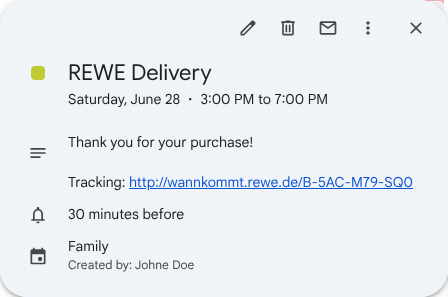 REWE Delivery
Saturday, June 28 • 3:00 PM to 7:00 PM
Thank you for your purchase!
Tracking: http://wannkommt.rewe.de/B-5AC-M79-SQ0
30 minutes before
Family
Created by: Johne Doe